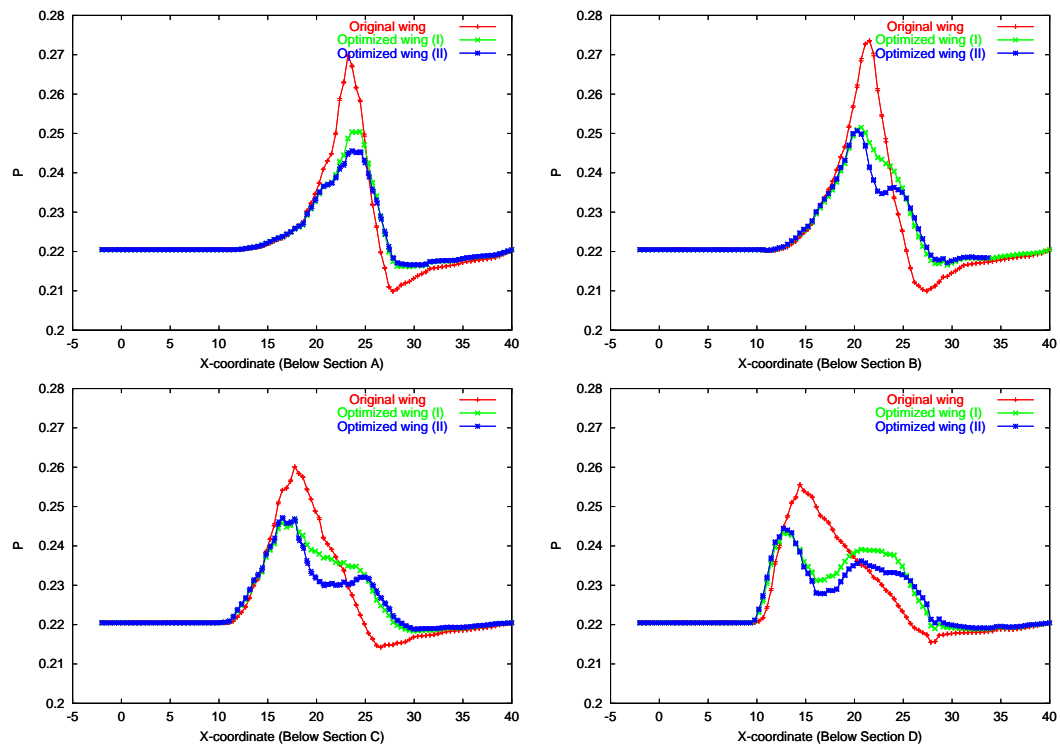 0.28
0.27
0.26
0.25
0.24
0.23
0.22
0.21
0.2
P
Original wing
Optimized wing (I)
Optimized wing (II)
-5 0 5 10 15 20 25 30 35 40
X-coordinate (Below Section A)
0.28
0.27
0.26
0.25
0.24
0.23
0.22
0.21
0.2
P
Original wing
Optimized wing (I)
Optimized wing (II)
-5 0 5 10 15 20 25 30 35 40
X-coordinate (Below Section B)
0.28
0.27
0.26
0.25
0.24
0.23
0.22
0.21
0.2
P
Original wing
Optimized wing (I)
Optimized wing (II)
-5 0 5 10 15 20 25 30 35 40
X-coordinate (Below Section C)
0.28
0.27
0.26
0.25
0.24
0.23
0.22
0.21
0.2
P
Original wing
Optimized wing (I)
Optimized wing (II)
-5 0 5 10 15 20 25 30 35 40
X-coordinate (Below Section D)